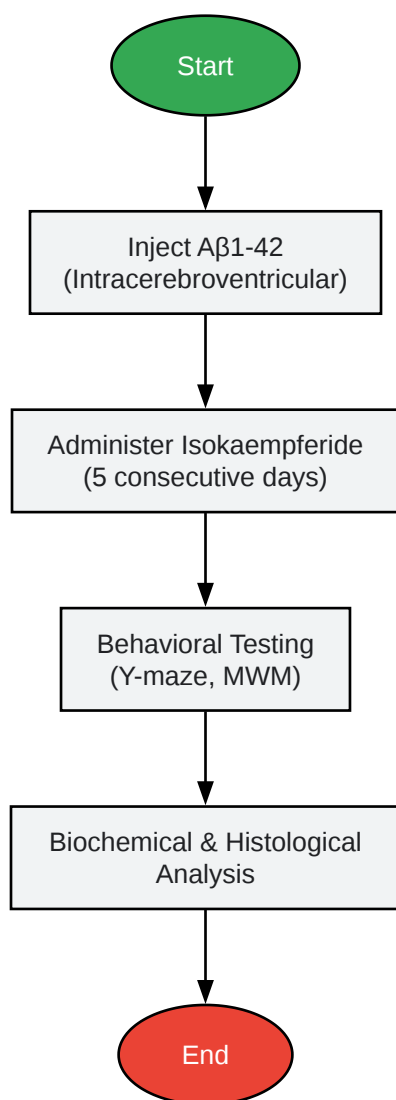 Start
Inject Aβ1-42
(Intracerebroventricular)
Administer Isokaempferide
(5 consecutive days)
Behavioral Testing
(Y-maze, MWM)
Biochemical & Histological
Analysis
End